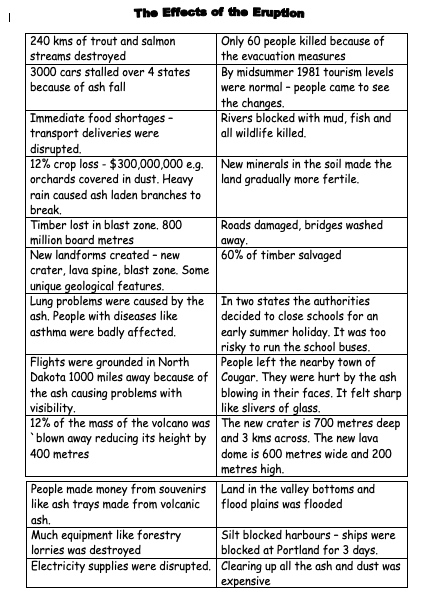 The Effects of the Eruption
240 kms of trout and salmon
streams destroyed
Only 60 people killed because of
the evacuation measures
3000 cars stalled over 4 states
because of ash fall
By midsummer 1981 tourism levels
were normal – people came to see
the changes.
Immediate food shortages –
transport deliveries were
disrupted.
Rivers blocked with mud, fish and
all wildlife killed.
12% crop loss - $300,000,000 e.g.
orchards covered in dust. Heavy
rain caused ash laden branches to
break.
New minerals in the soil made the
land gradually more fertile.
Timber lost in blast zone. 800
million board metres
Roads damaged, bridges washed
away.
New landforms created – new
crater, lava spine, blast zone. Some
unique geological features.
60% of timber salvaged
Lung problems were caused by the
ash. People with diseases like
asthma were badly affected.
In two states the authorities
decided to close schools for an
early summer holiday. It was too
risky to run the school buses.
Flights were grounded in North
Dakota 1000 miles away because of
the ash causing problems with
visibility.
People left the nearby town of
Cougar. They were hurt by the ash
blowing in their faces. It felt sharp
like slivers of glass.
12% of the mass of the volcano was
`blown away reducing its height by
400 metres
The new crater is 700 metres deep
and 3 kms across. The new lava
dome is 600 metres wide and 200
metres high.
People made money from souvenirs
like ash trays made from volcanic
ash.
Land in the valley bottoms and
flood plains was flooded
Much equipment like forestry
lorries was destroyed
Silt blocked harbours – ships were
blocked at Portland for 3 days.
Electricity supplies were disrupted.
Clearing up all the ash and dust was
expensive